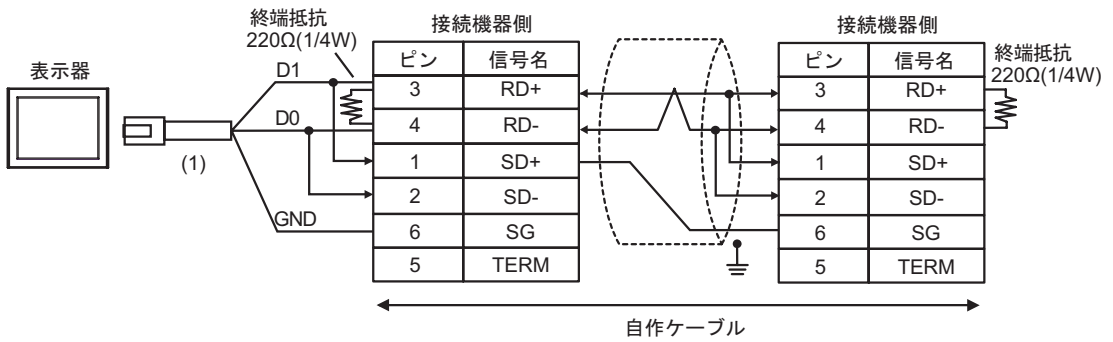 終端抵抗
220Ω(1/4W)
接続機器側
接続機器側
表示器
D1
D0
GND
(1)
ピン 信号名
3 RD+
4 RD-
1 SD+
2 SD-
6 SG
5 TERM
ピン 信号名
3 RD+
4 RD-
1 SD+
2 SD-
6 SG
5 TERM
終端抵抗
220Ω(1/4W)
自作ケーブル